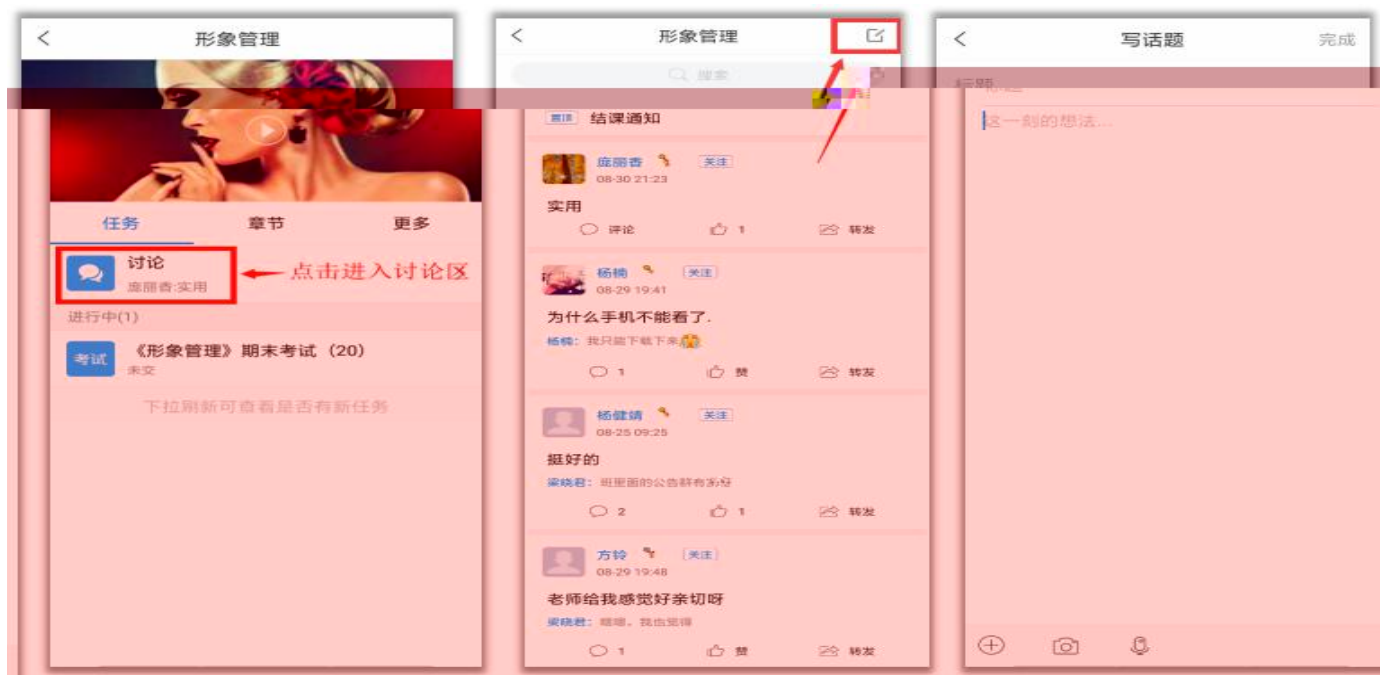 形象管理
任务 章节 更多
讨论
庞丽香:实用
点击进入讨论区
进行中(1)
考试
《形象管理》期末考试（20）
未交
下拉刷新可查看是否有新任务
形象管理
搜索
置顶 结课通知
庞丽香 关注
08-30 21:23
实用
评论 1 转发
杨楠 关注
08-29 19:41
为什么手机不能看了.
杨楠：我只能下载下来
1 赞 转发
杨健婧 关注
08-25 09:25
挺好的
梁晓君：班里面的公告群有
2 1 转发
方铃 关注
08-29 19:48
老师给我感觉好亲切呀
梁晓君：嗯嗯，我也觉得
1 赞 转发
写话题 完成
标题
这一刻的想法...